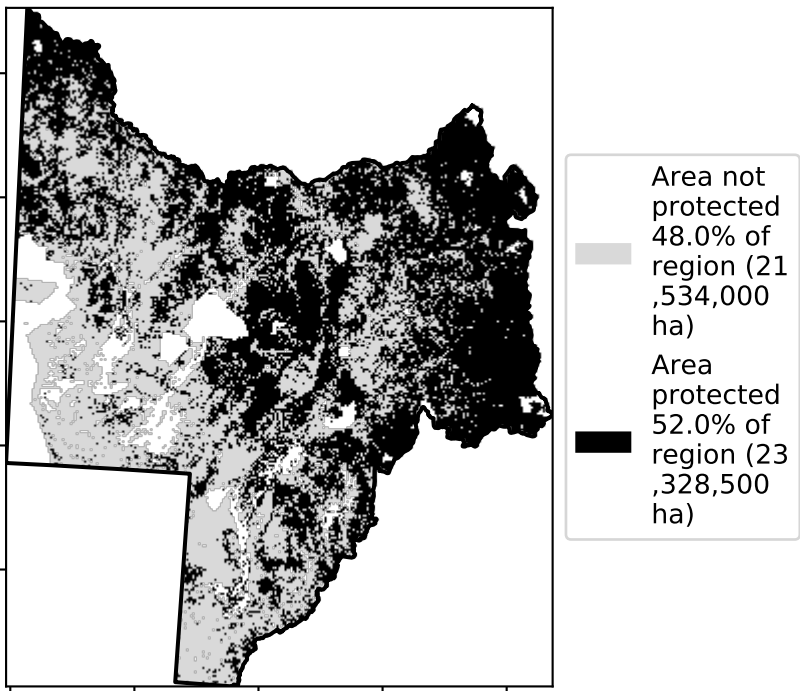 Area not
protected
48.0% of
region (21
,534,000
ha)
Area
protected
52.0% of
region (23
,328,500
ha)